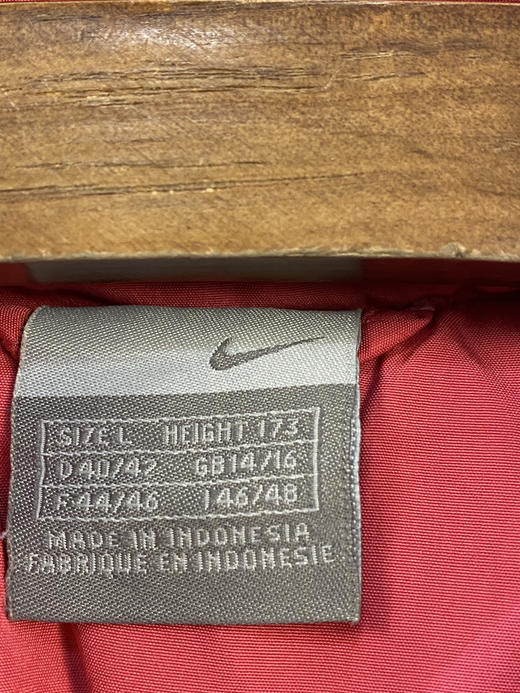 SIZE L HEIGHT 173
D 40/42 GB 14/16
F 44/46 I 46/48
MADE IN INDONESIA
FABRIQUE EN INDONESIE